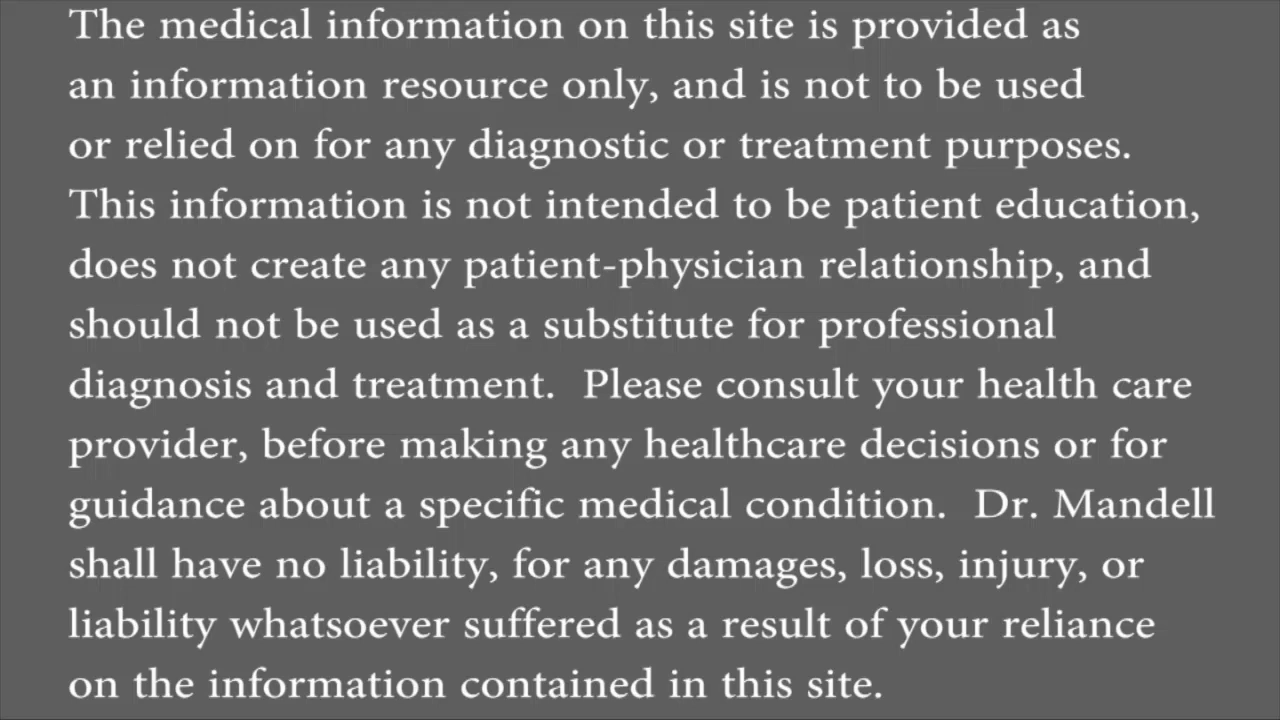 The medical information on this site is provided as
an information resource only, and is not to be used
or relied on for any diagnostic or treatment purposes.
This information is not intended to be patient education,
does not create any patient-physician relationship, and
should not be used as a substitute for professional
diagnosis and treatment.  Please consult your health care
provider, before making any healthcare decisions or for
guidance about a specific medical condition.  Dr. Mandell
shall have no liability, for any damages, loss, injury, or
liability whatsoever suffered as a result of your reliance
on the information contained in this site.